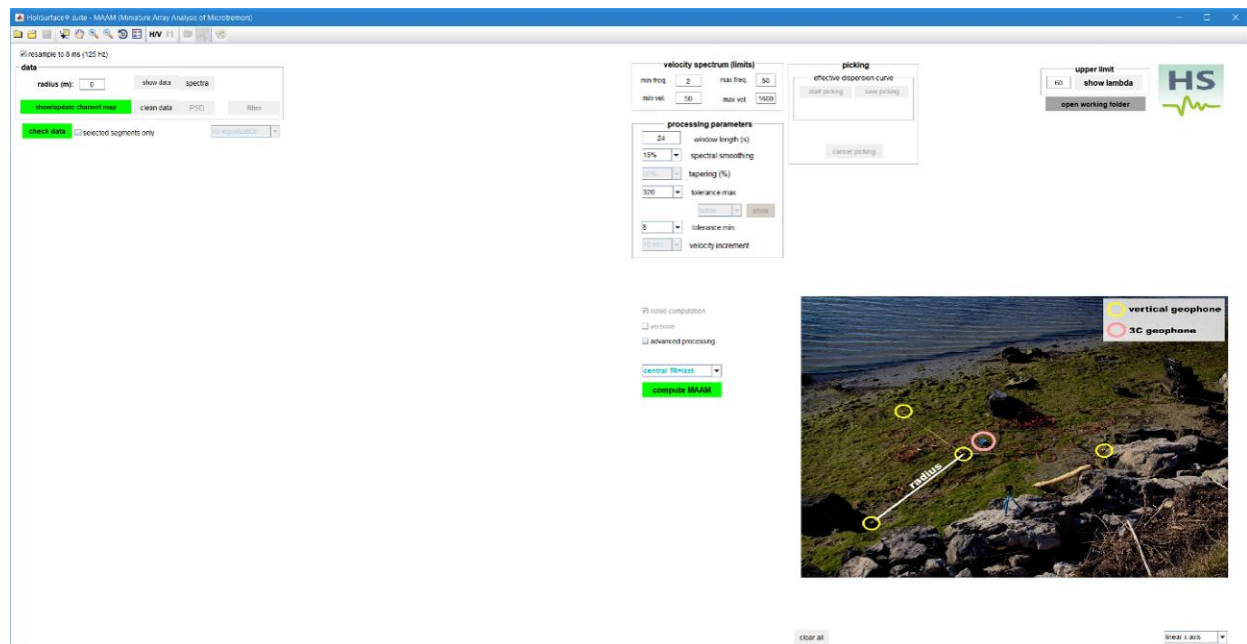 HoliSurface® suite - MAAM (Miniature Array Analysis of Microtremors)
H/V
resample to 8 ms (125 Hz)
data
radius (m): 0 show data spectra
show/update channel map clean data PSD filter
check data selected segments only no equalization
velocity spectrum (limits)
min freq. 2 max freq. 50
min vel. 50 max vel. 1600
processing parameters
24 window length (s)
15% spectral smoothing
tapering (%)
320 tolerance max
show
8 tolerance min
velocity increment
picking
effective dispersion curve
start picking save picking
cancel picking
upper limit
60 show lambda
open working folder
HS
noise computation
advanced processing
central TR=last
compute MAAM
vertical geophone
3C geophone
radius
clear all
linear x axis